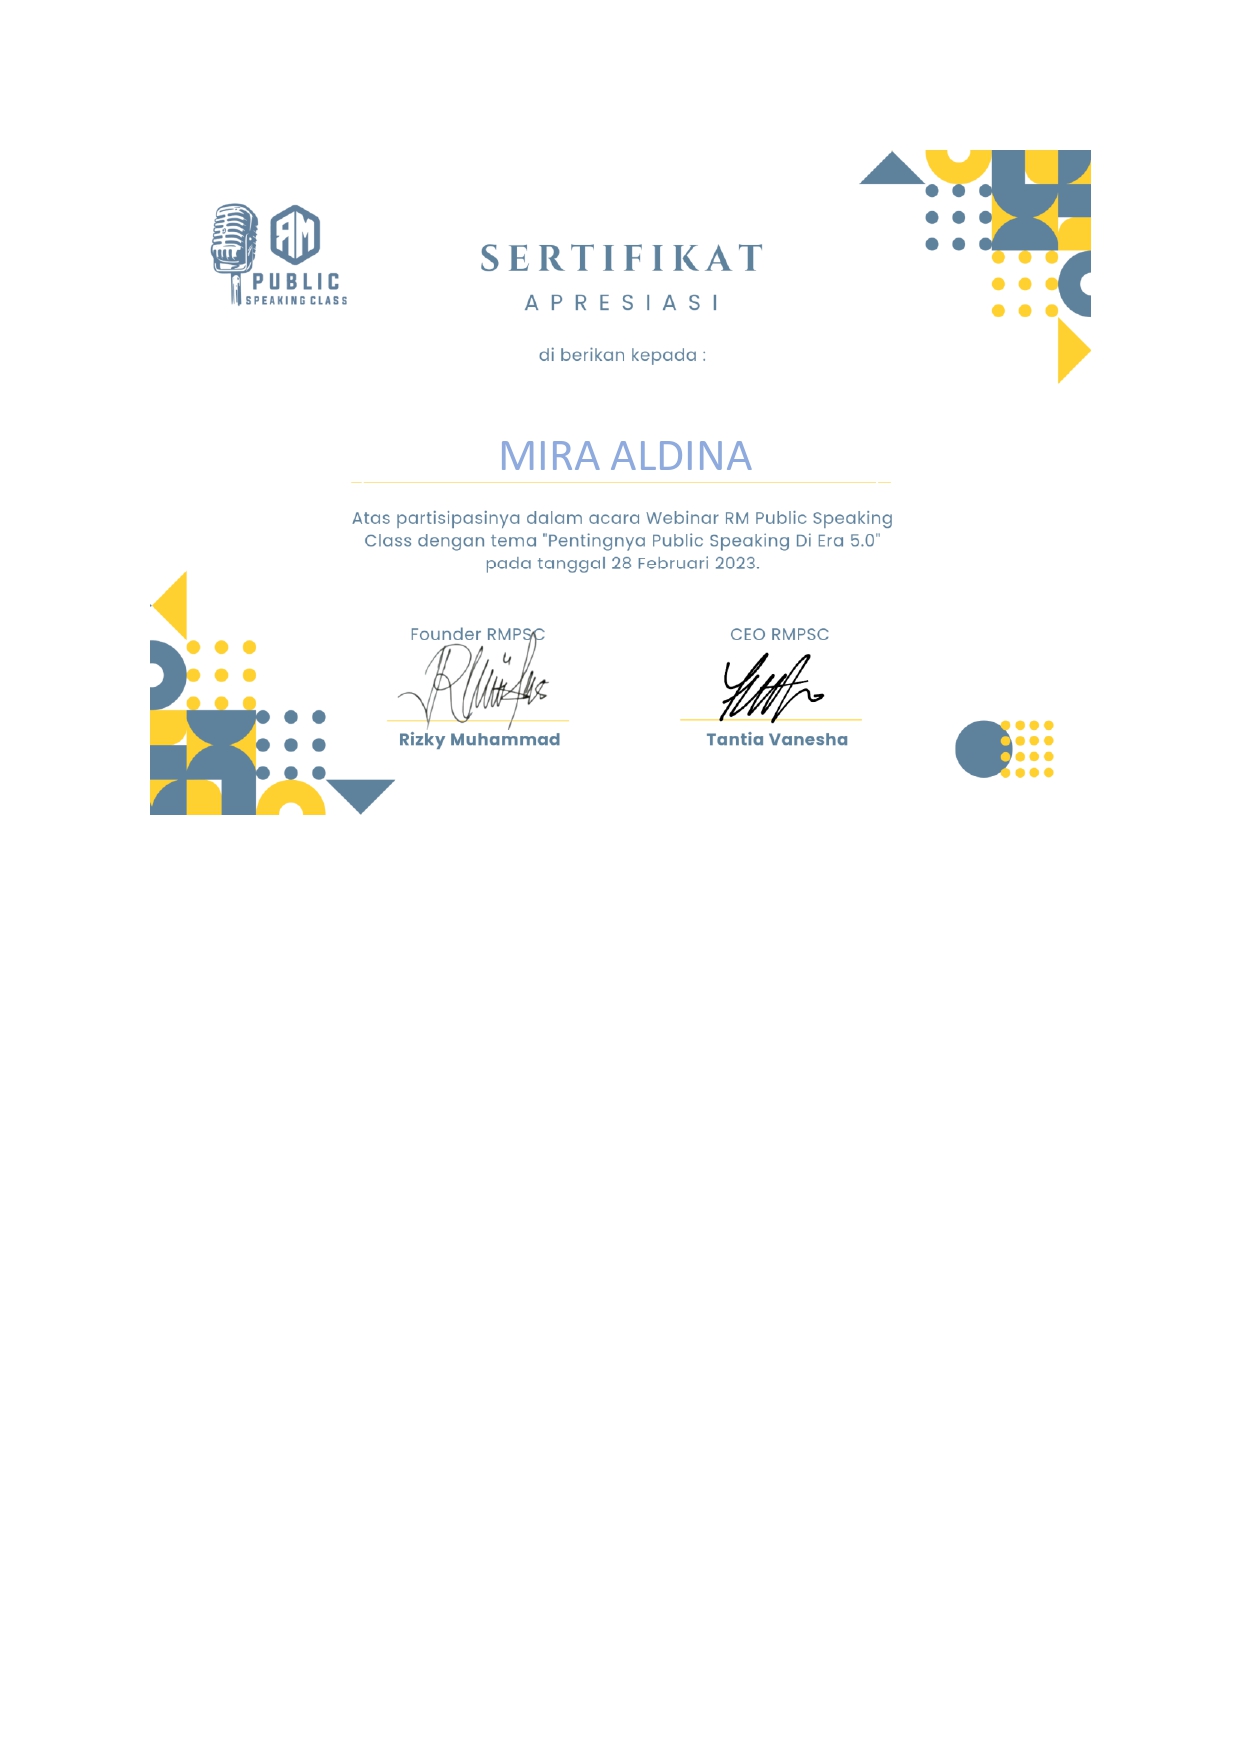 RM
PUBLIC
SPEAKING CLASS
SERTIFIKAT
APRESIASI
di berikan kepada :
MIRA ALDINA
Atas partisipasinya dalam acara Webinar RM Public Speaking
Class dengan tema "Pentingnya Public Speaking Di Era 5.0"
pada tanggal 28 Februari 2023.
Founder RMPSC
CEO RMPSC
Rizky Muhammad
Tantia Vanesha